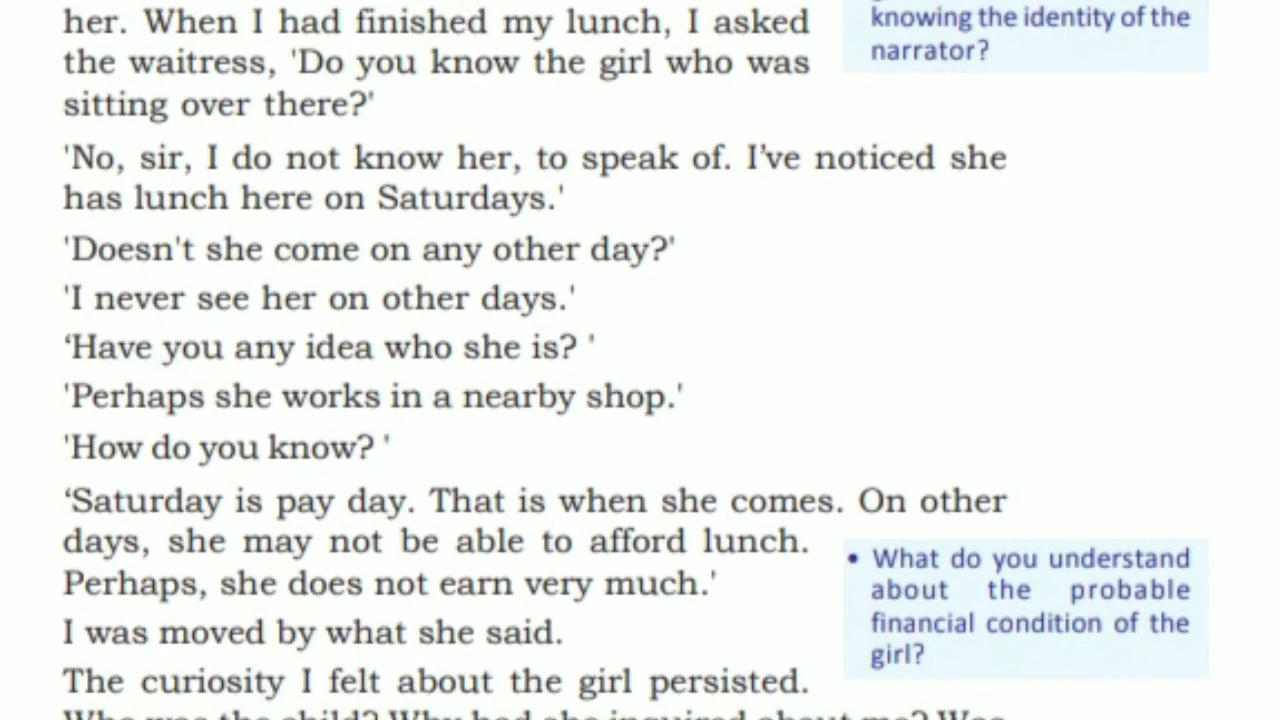 her. When I had finished my lunch, I asked
the waitress, 'Do you know the girl who was
sitting over there?'
knowing the identity of the
narrator?
'No, sir, I do not know her, to speak of. I've noticed she
has lunch here on Saturdays.'
'Doesn't she come on any other day?'
'I never see her on other days.'
‘Have you any idea who she is? '
'Perhaps she works in a nearby shop.'
'How do you know? '
‘Saturday is pay day. That is when she comes. On other
days, she may not be able to afford lunch.
Perhaps, she does not earn very much.'
• What do you understand
about the probable
financial condition of the
girl?
I was moved by what she said.
The curiosity I felt about the girl persisted.
Who was the child? Why had she inquired about me? Was